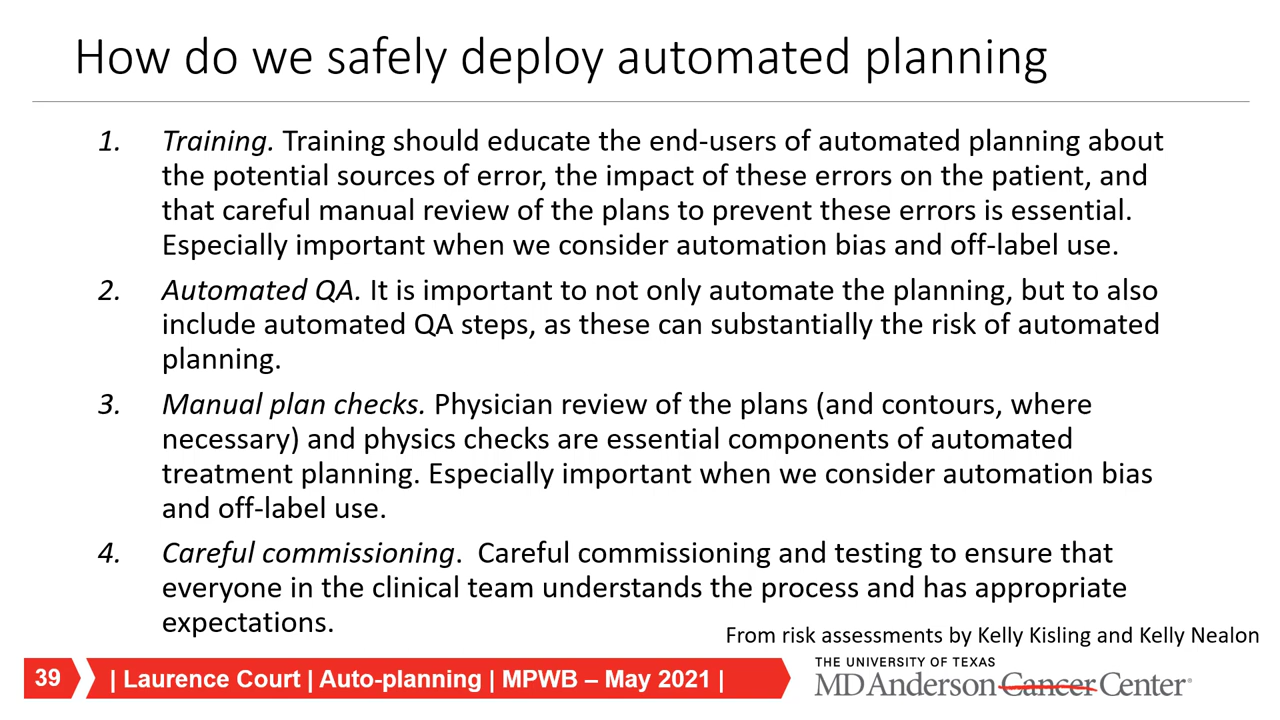 How do we safely deploy automated planning
1. Training. Training should educate the end-users of automated planning about
the potential sources of error, the impact of these errors on the patient, and
that careful manual review of the plans to prevent these errors is essential.
Especially important when we consider automation bias and off-label use.
2. Automated QA. It is important to not only automate the planning, but to also
include automated QA steps, as these can substantially the risk of automated
planning.
3. Manual plan checks. Physician review of the plans (and contours, where
necessary) and physics checks are essential components of automated
treatment planning. Especially important when we consider automation bias
and off-label use.
4. Careful commissioning. Careful commissioning and testing to ensure that
everyone in the clinical team understands the process and has appropriate
expectations.
From risk assessments by Kelly Kisling and Kelly Nealon
39 | Laurence Court | Auto-planning | MPWB – May 2021 |
THE UNIVERSITY OF TEXAS
MD Anderson Cancer Center®